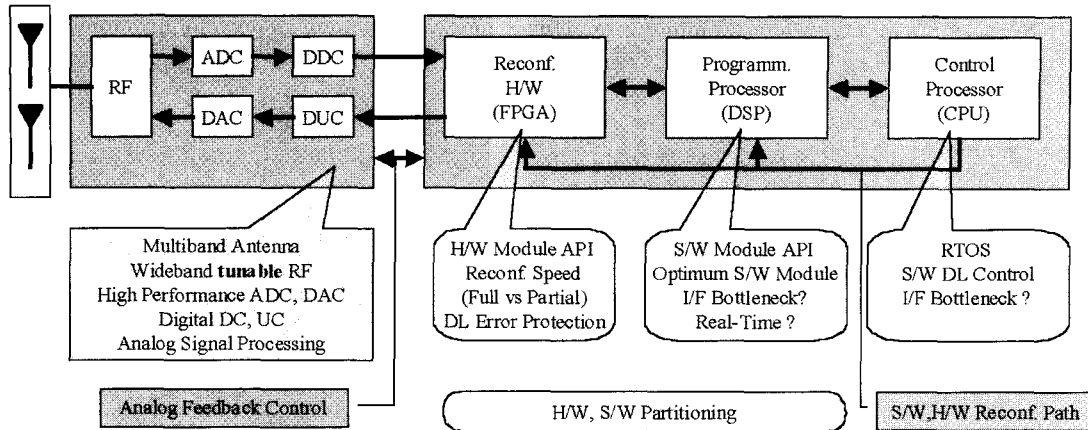 RF
ADC
DDC
DAC
DUC
Reconf.
H/W
(FPGA)
Programm.
Processor
(DSP)
Control
Processor
(CPU)
Multiband Antenna
Wideband tunable RF
High Performance ADC, DAC
Digital DC, UC
Analog Signal Processing
H/W Module API
Reconf. Speed
(Full vs Partial)
DL Error Protection
S/W Module API
Optimum S/W Module
I/F Bottleneck?
Real-Time ?
RTOS
S/W DL Control
I/F Bottleneck ?
Analog Feedback Control
H/W, S/W Partitioning
S/W,H/W Reconf. Path